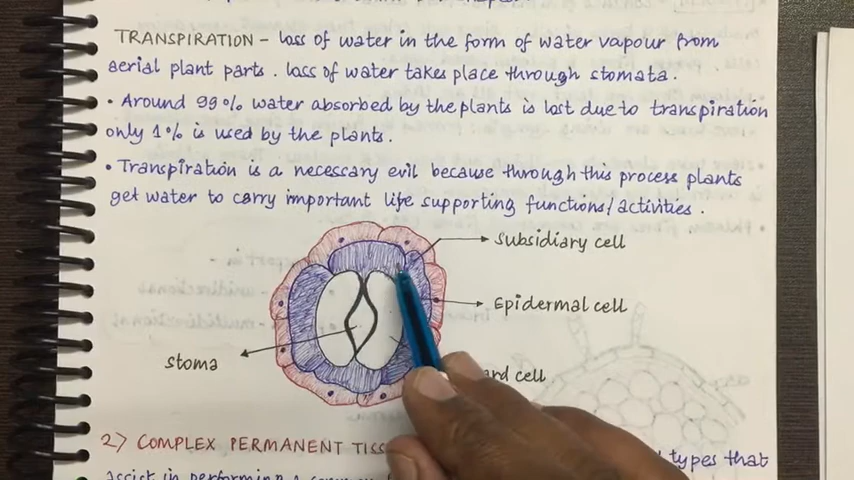 TRANSPIRATION - loss of water in the form of water vapour from
aerial plant parts. loss of water takes place through stomata.
• Around 99% water absorbed by the plants is lost due to transpiration
only 1% is used by the plants.
• Transpiration is a necessary evil because through this process plants
get water to carry important life supporting functions/activities.
Subsidiary cell
Epidermal cell
stoma
cell
2) COMPLEX PERMANENT
types that
assist in performing a